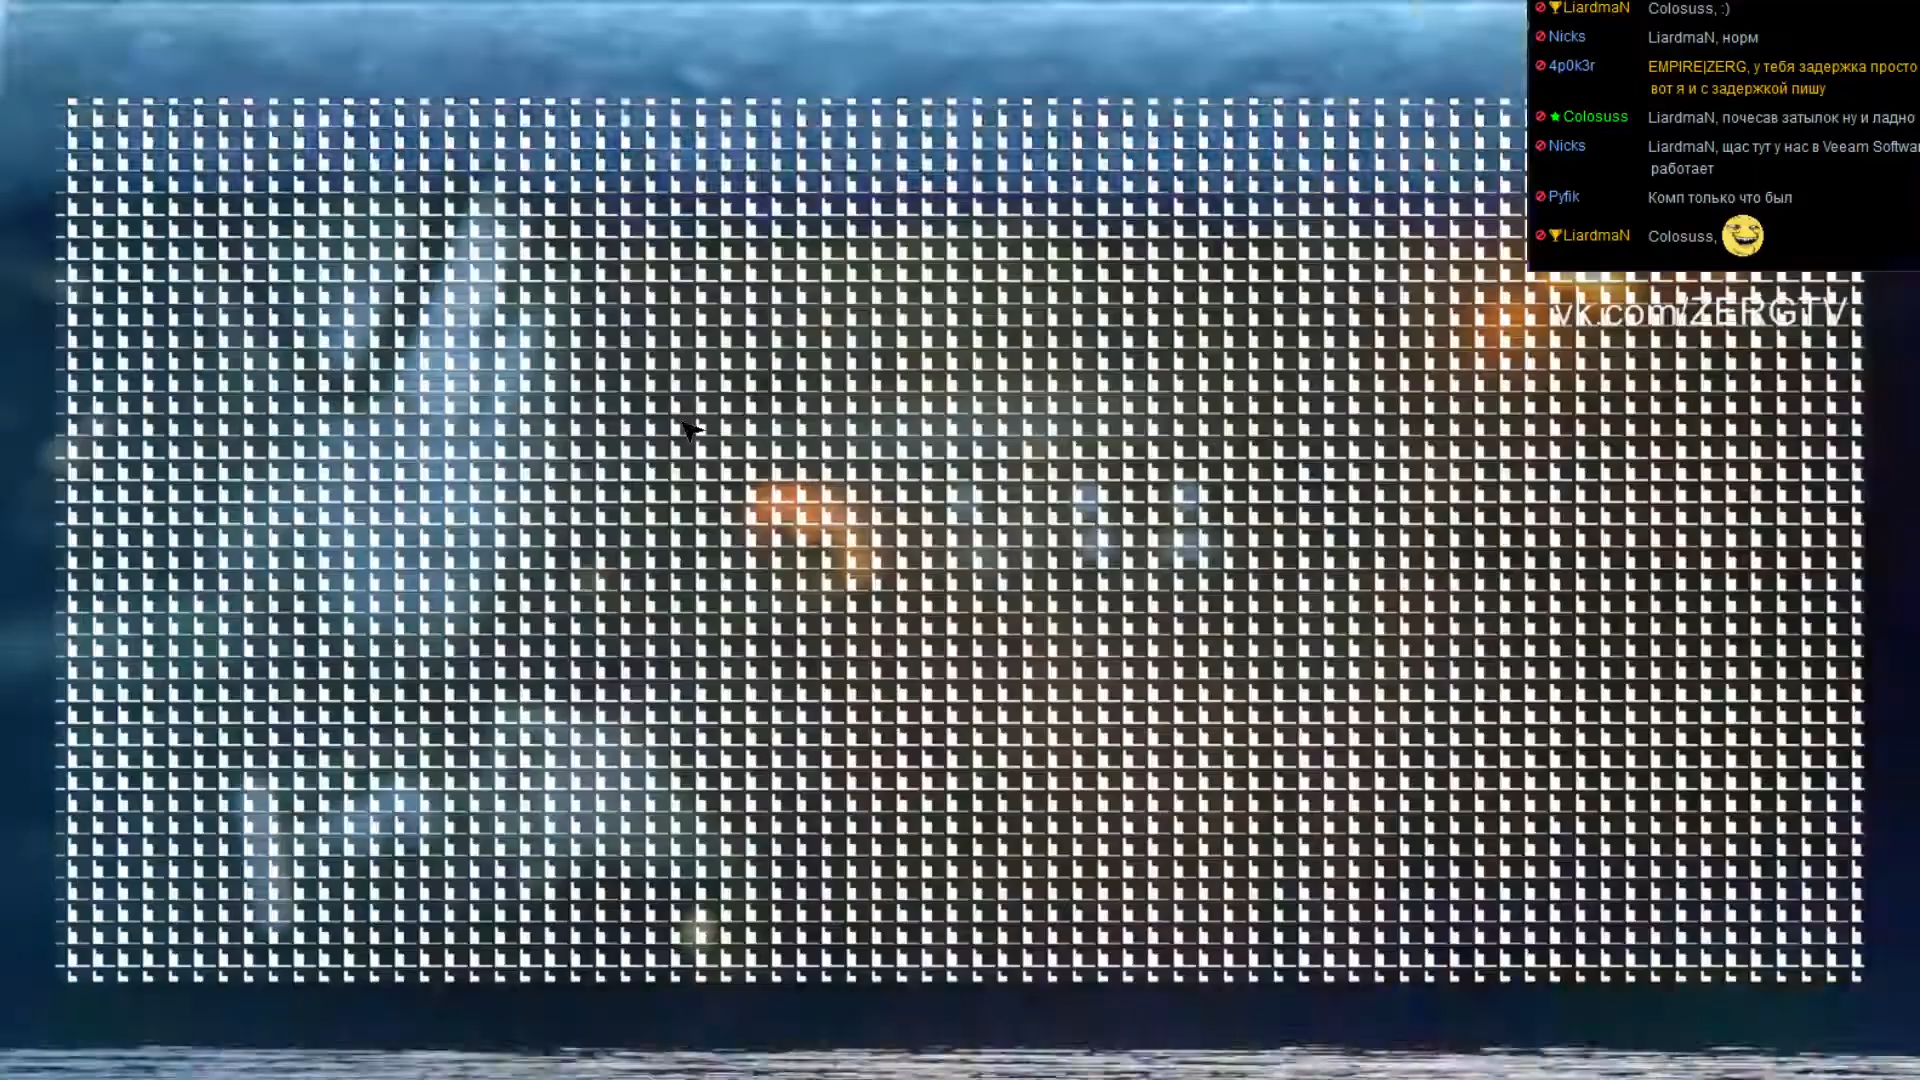 LiardmaN Colosuss, :)
Nicks LiardmaN, норм
4p0k3r EMPIRE|ZERG, у тебя задержка просто
вот я и с задержкой пишу
Colosuss LiardmaN, почесав затылок ну и ладно
Nicks LiardmaN, щас тут у нас в Veeam Softwar
работает
Pyfik Комп только что был
LiardmaN Colosuss,
vk.com/ZERGTV